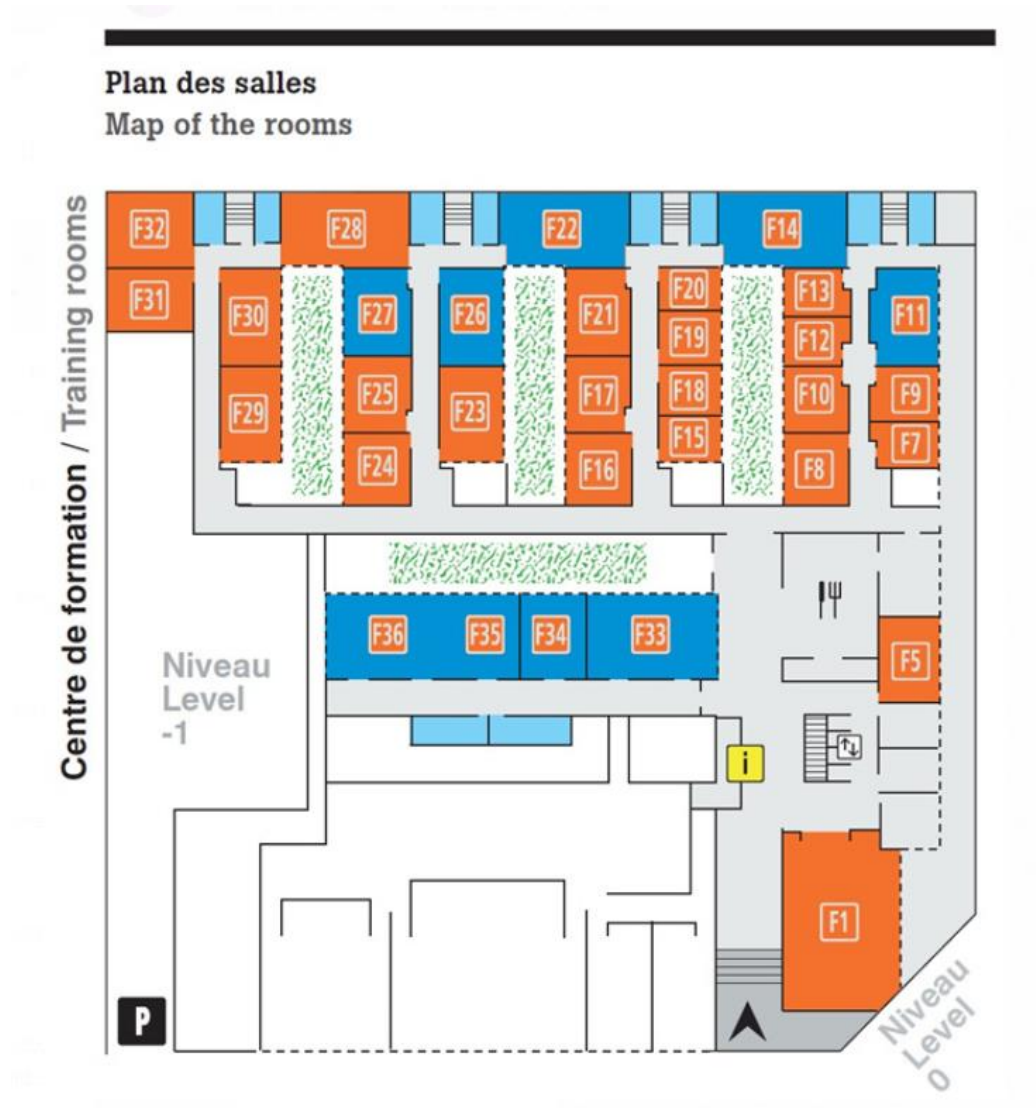 Plan des salles
Map of the rooms
Centre de formation / Training rooms
F32
F28
F22
F14
F31
F30
F27
F26
F21
F20
F13
F11
F19
F12
F29
F25
F23
F17
F18
F10
F9
F15
F7
F24
F16
F8
F36
F35
F34
F33
F5
Niveau
Level
-1
i
F1
P
Niveau
Level
0